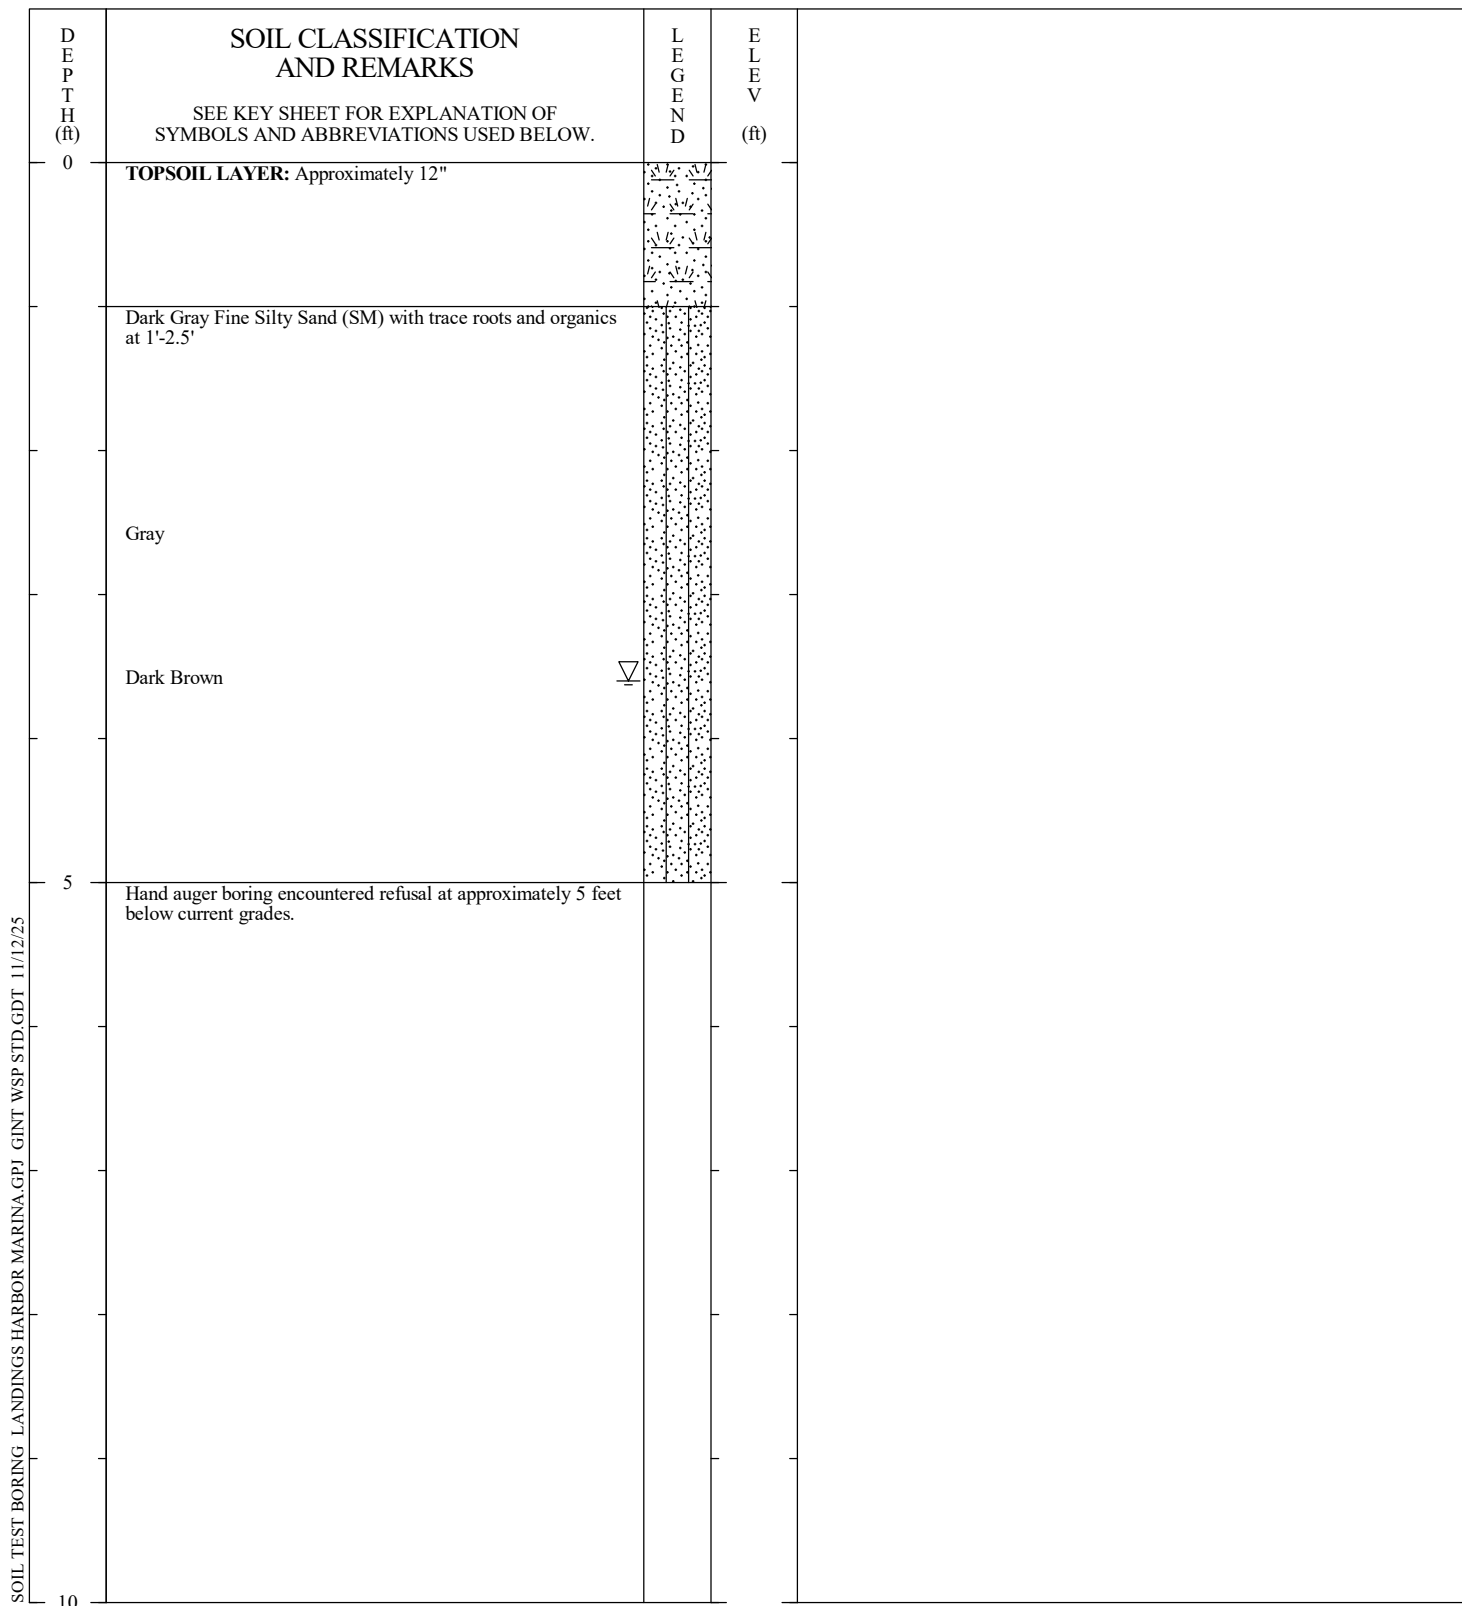 DEPTH
(ft)
SOIL CLASSIFICATION
AND REMARKS
SEE KEY SHEET FOR EXPLANATION OF
SYMBOLS AND ABBREVIATIONS USED BELOW.
LEGEND
ELEV
(ft)
0
TOPSOIL LAYER: Approximately 12"
Dark Gray Fine Silty Sand (SM) with trace roots and organics
at 1'-2.5'
Gray
Dark Brown
5
Hand auger boring encountered refusal at approximately 5 feet
below current grades.
10
SOIL TEST BORING LANDINGS HARBOR MARINA.GPJ GINT WSP STD.GDT 11/12/25